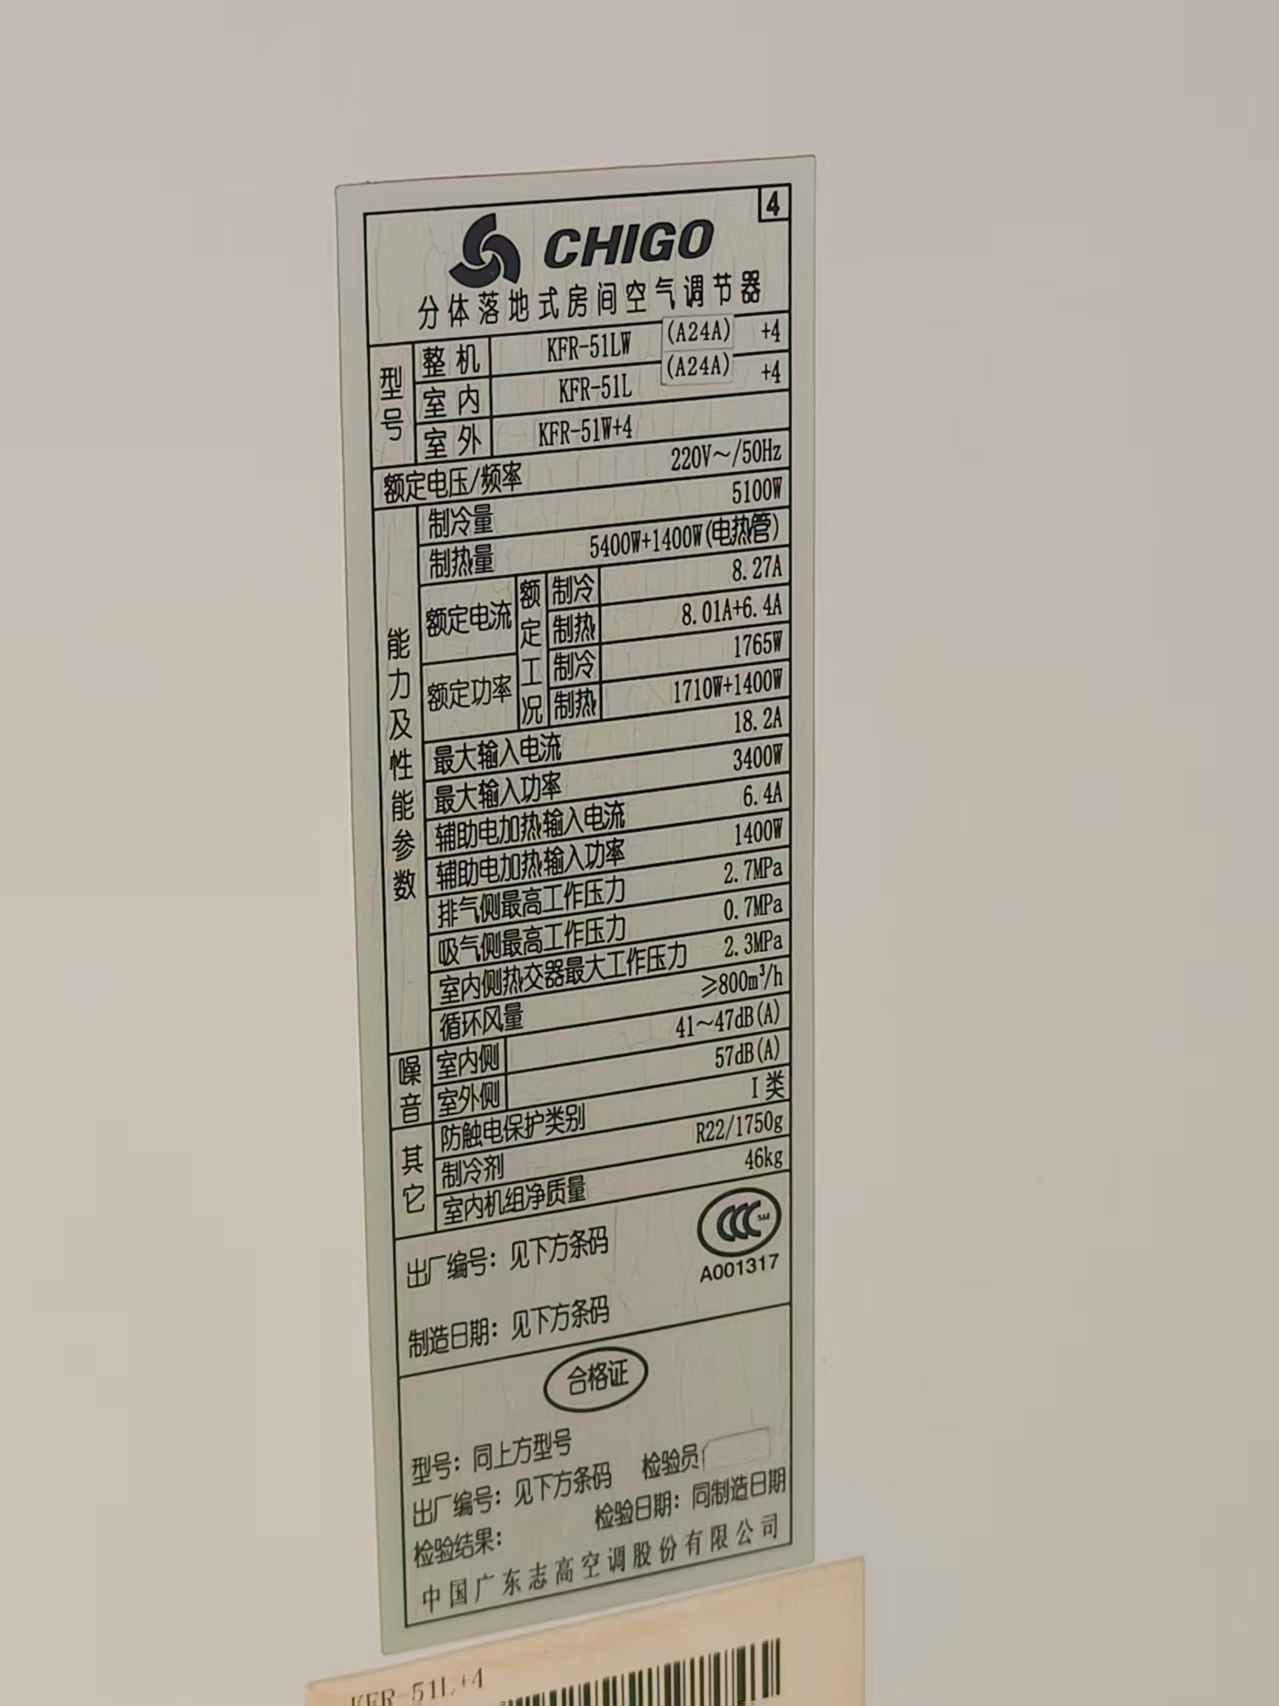 4
CHIGO
分体落地式房间空气调节器
型号 整机 KFR-51LW (A24A) +4
室内 KFR-51L (A24A) +4
室外 KFR-51W+4
额定电压/频率 220V～/50Hz
能力及性能参数
制冷量 5100W
制热量 5400W+1400W(电热管)
额定电流 额定工况 制冷 8.27A
制热 8.01A+6.4A
额定功率 制冷 1765W
制热 1710W+1400W
最大输入电流 18.2A
最大输入功率 3400W
辅助电加热输入电流 6.4A
辅助电加热输入功率 1400W
排气侧最高工作压力 2.7MPa
吸气侧最高工作压力 0.7MPa
室内侧热交器最大工作压力 2.3MPa
循环风量 ≥800m³/h
噪音 室内侧 41～47dB(A)
室外侧 57dB(A)
其它 防触电保护类别 I 类
制冷剂 R22/1750g
室内机组净质量 46kg
出厂编号：见下方条码
CCC
A001317
制造日期：见下方条码
合格证
型号：同上方型号
出厂编号：见下方条码 检验员
检验结果： 检验日期：同制造日期
中国广东志高空调股份有限公司
KFR-51L+4